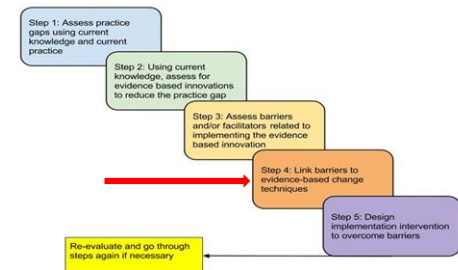 Step 1: Assess practice
gaps using current
knowledge and current
practice
Step 2: Using current
knowledge, assess for
evidence based innovations
to reduce the practice gap
Step 3: Assess barriers
and/or facilitators related to
implementing the evidence
based innovation
Step 4: Link barriers to
evidence-based change
techniques
Step 5: Design
implementation intervention
to overcome barriers
Re-evaluate and go through
steps again if necessary